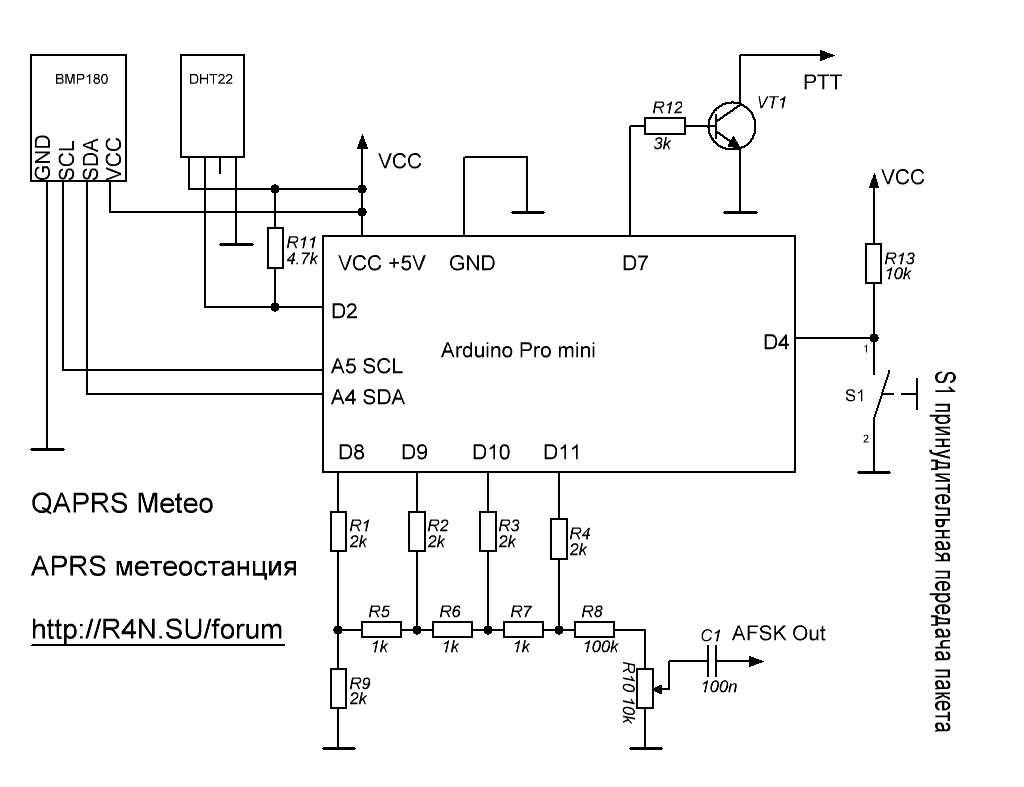 BMP180
GND
SCL
SDA
VCC
DHT22
VCC
R11
4.7k
R12
3k
VT1
PTT
VCC
R13
10k
VCC +5V
GND
D7
D2
D4
Arduino Pro mini
A5 SCL
A4 SDA
D8
D9
D10
D11
1
S1
2
S1 принудительная передача пакета
QAPRS Meteo
APRS метеостанция
http://R4N.SU/forum
R1
2k
R2
2k
R3
2k
R4
2k
R5
1k
R6
1k
R7
1k
R8
100k
R9
2k
R10 10k
C1
100n
AFSK Out